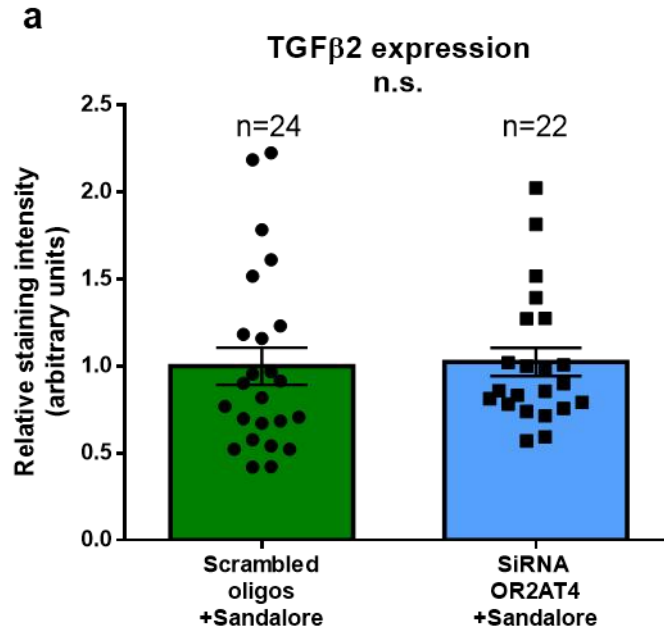 a
TGFβ2 expression
n.s.
Relative staining intensity
(arbitrary units)
2.5
2.0
1.5
1.0
0.5
0.0
n=24
n=22
Scrambled
oligos
+Sandalore
SiRNA
OR2AT4
+Sandalore